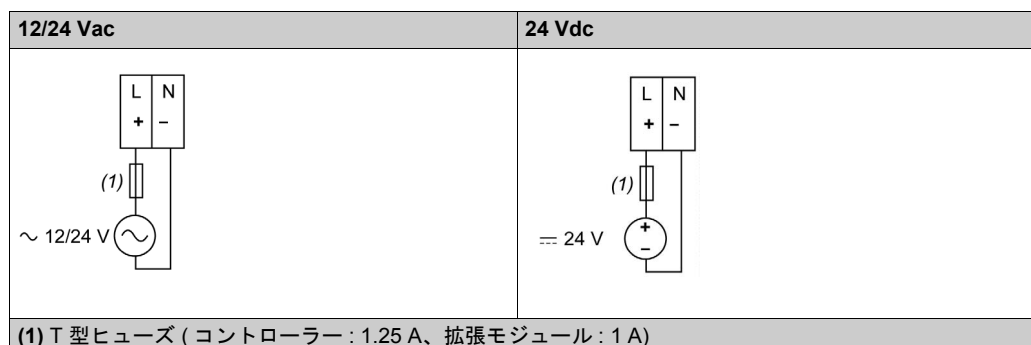 12/24 Vac
24 Vdc
L N
+ –
(1)
~ 12/24 V
L N
+ –
(1)
⎓ 24 V
+
–
(1) T 型ヒューズ ( コントローラー : 1.25 A、拡張モジュール : 1 A)